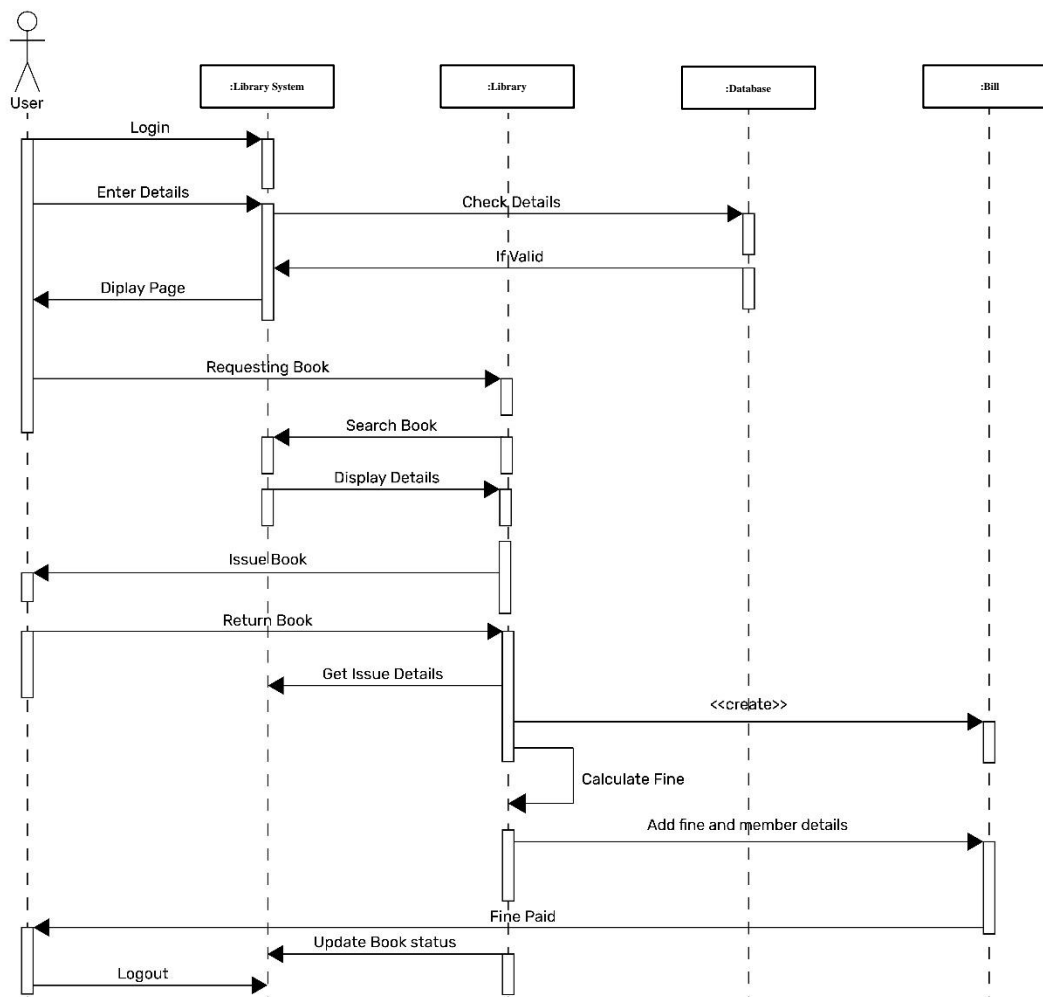 User
:Library System
:Library
:Database
:Bill
Login
Enter Details
Check Details
If Valid
Diplay Page
Requesting Book
Search Book
Display Details
Issue Book
Return Book
Get Issue Details
<<create>>
Calculate Fine
Add fine and member details
Fine Paid
Update Book status
Logout